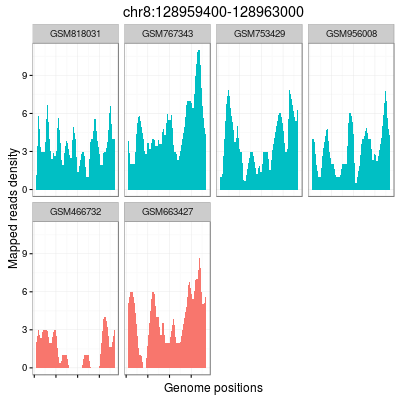 chr8:128959400-128963000
GSM818031 GSM767343 GSM753429 GSM956008
9
6
3
0
Mapped reads density
GSM466732 GSM663427
9
6
3
0
Genome positions